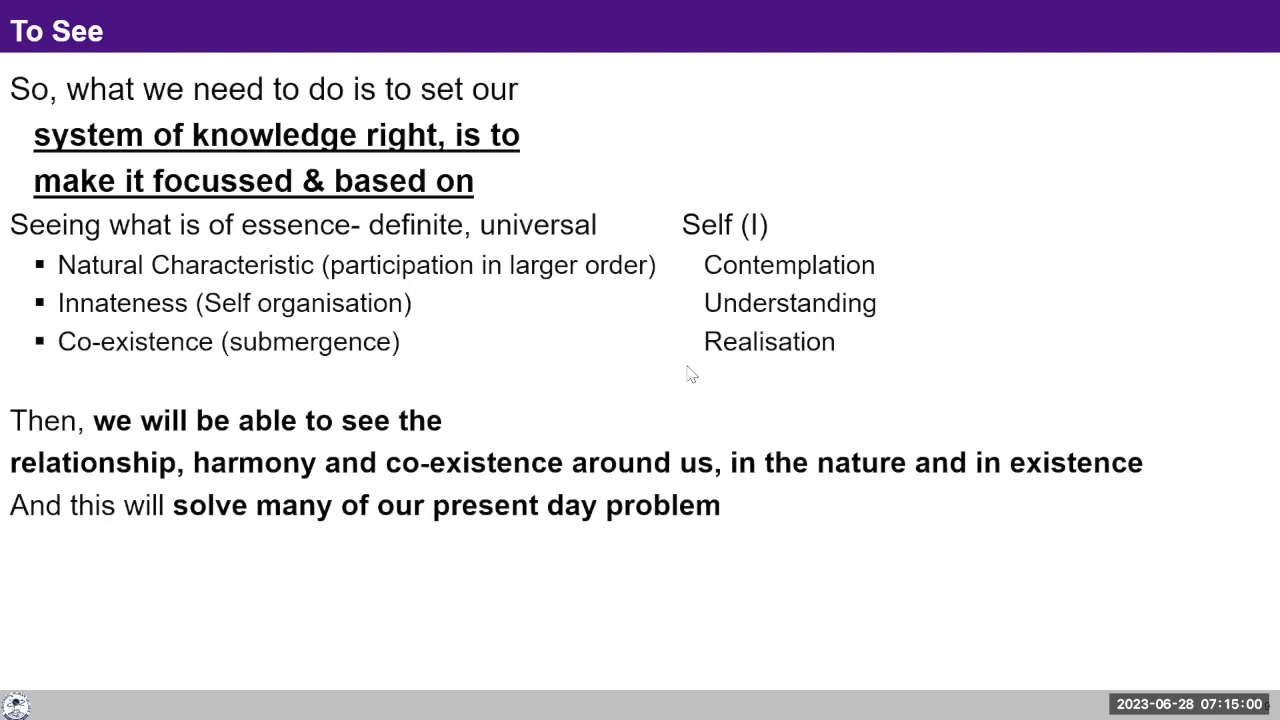 To See
So, what we need to do is to set our
system of knowledge right, is to
make it focussed & based on
Seeing what is of essence- definite, universal Self (I)
▪ Natural Characteristic (participation in larger order) Contemplation
▪ Innateness (Self organisation) Understanding
▪ Co-existence (submergence) Realisation
Then, we will be able to see the
relationship, harmony and co-existence around us, in the nature and in existence
And this will solve many of our present day problem
2023-06-28 07:15:00